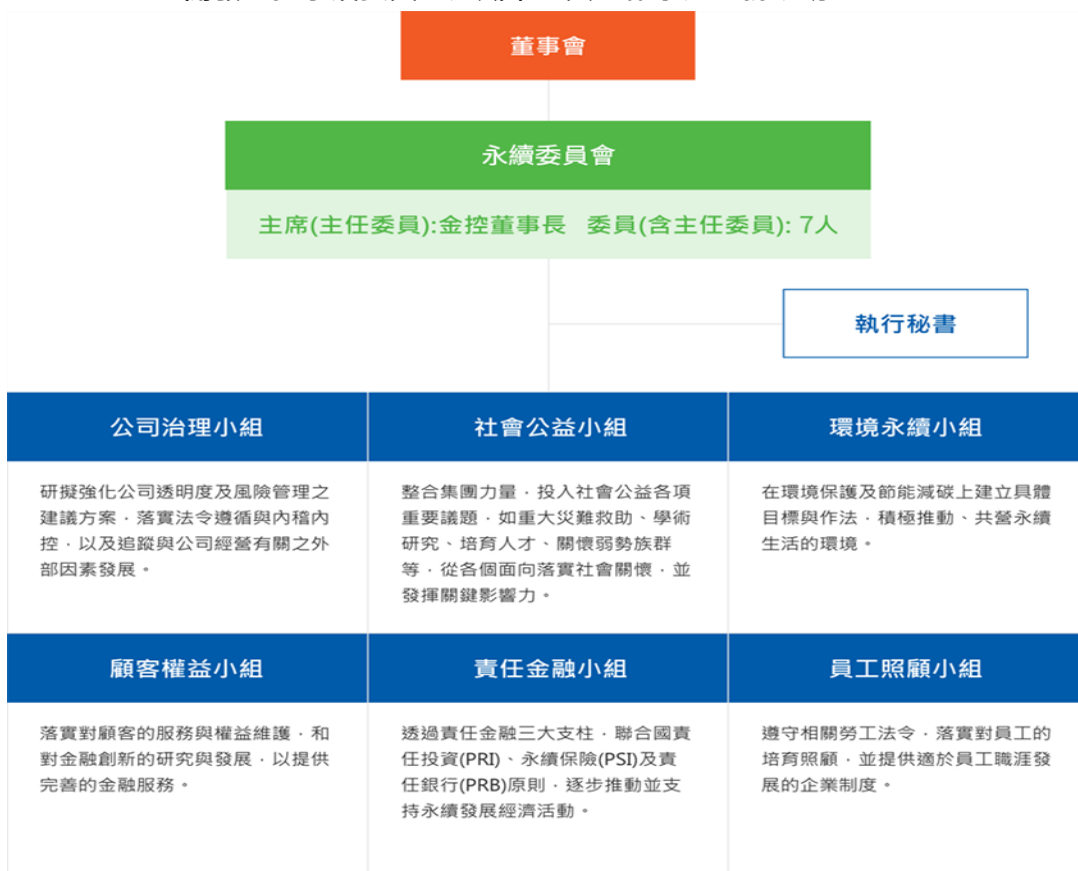 董事會
永續委員會
主席(主任委員):金控董事長 委員(含主任委員): 7人
執行秘書
公司治理小組
研擬強化公司透明度及風險管理之
建議方案，落實法令遵循與內稽內
控，以及追蹤與公司經營有關之外
部因素發展。
社會公益小組
整合集團力量，投入社會公益各項
重要議題，如重大災難救助、學術
研究、培育人才、關懷弱勢族群
等，從各個面向落實社會關懷，並
發揮關鍵影響力。
環境永續小組
在環境保護及節能減碳上建立具體
目標與作法，積極推動、共營永續
生活的環境。
顧客權益小組
落實對顧客的服務與權益維護，和
對金融創新的研究與發展，以提供
完善的金融服務。
責任金融小組
透過責任金融三大支柱，聯合國責
任投資(PRI)、永續保險(PSI)及責
任銀行(PRB)原則，逐步推動並支
持永續發展經濟活動。
員工照顧小組
遵守相關勞工法令，落實對員工的
培育照顧，並提供適於員工職涯發
展的企業制度。